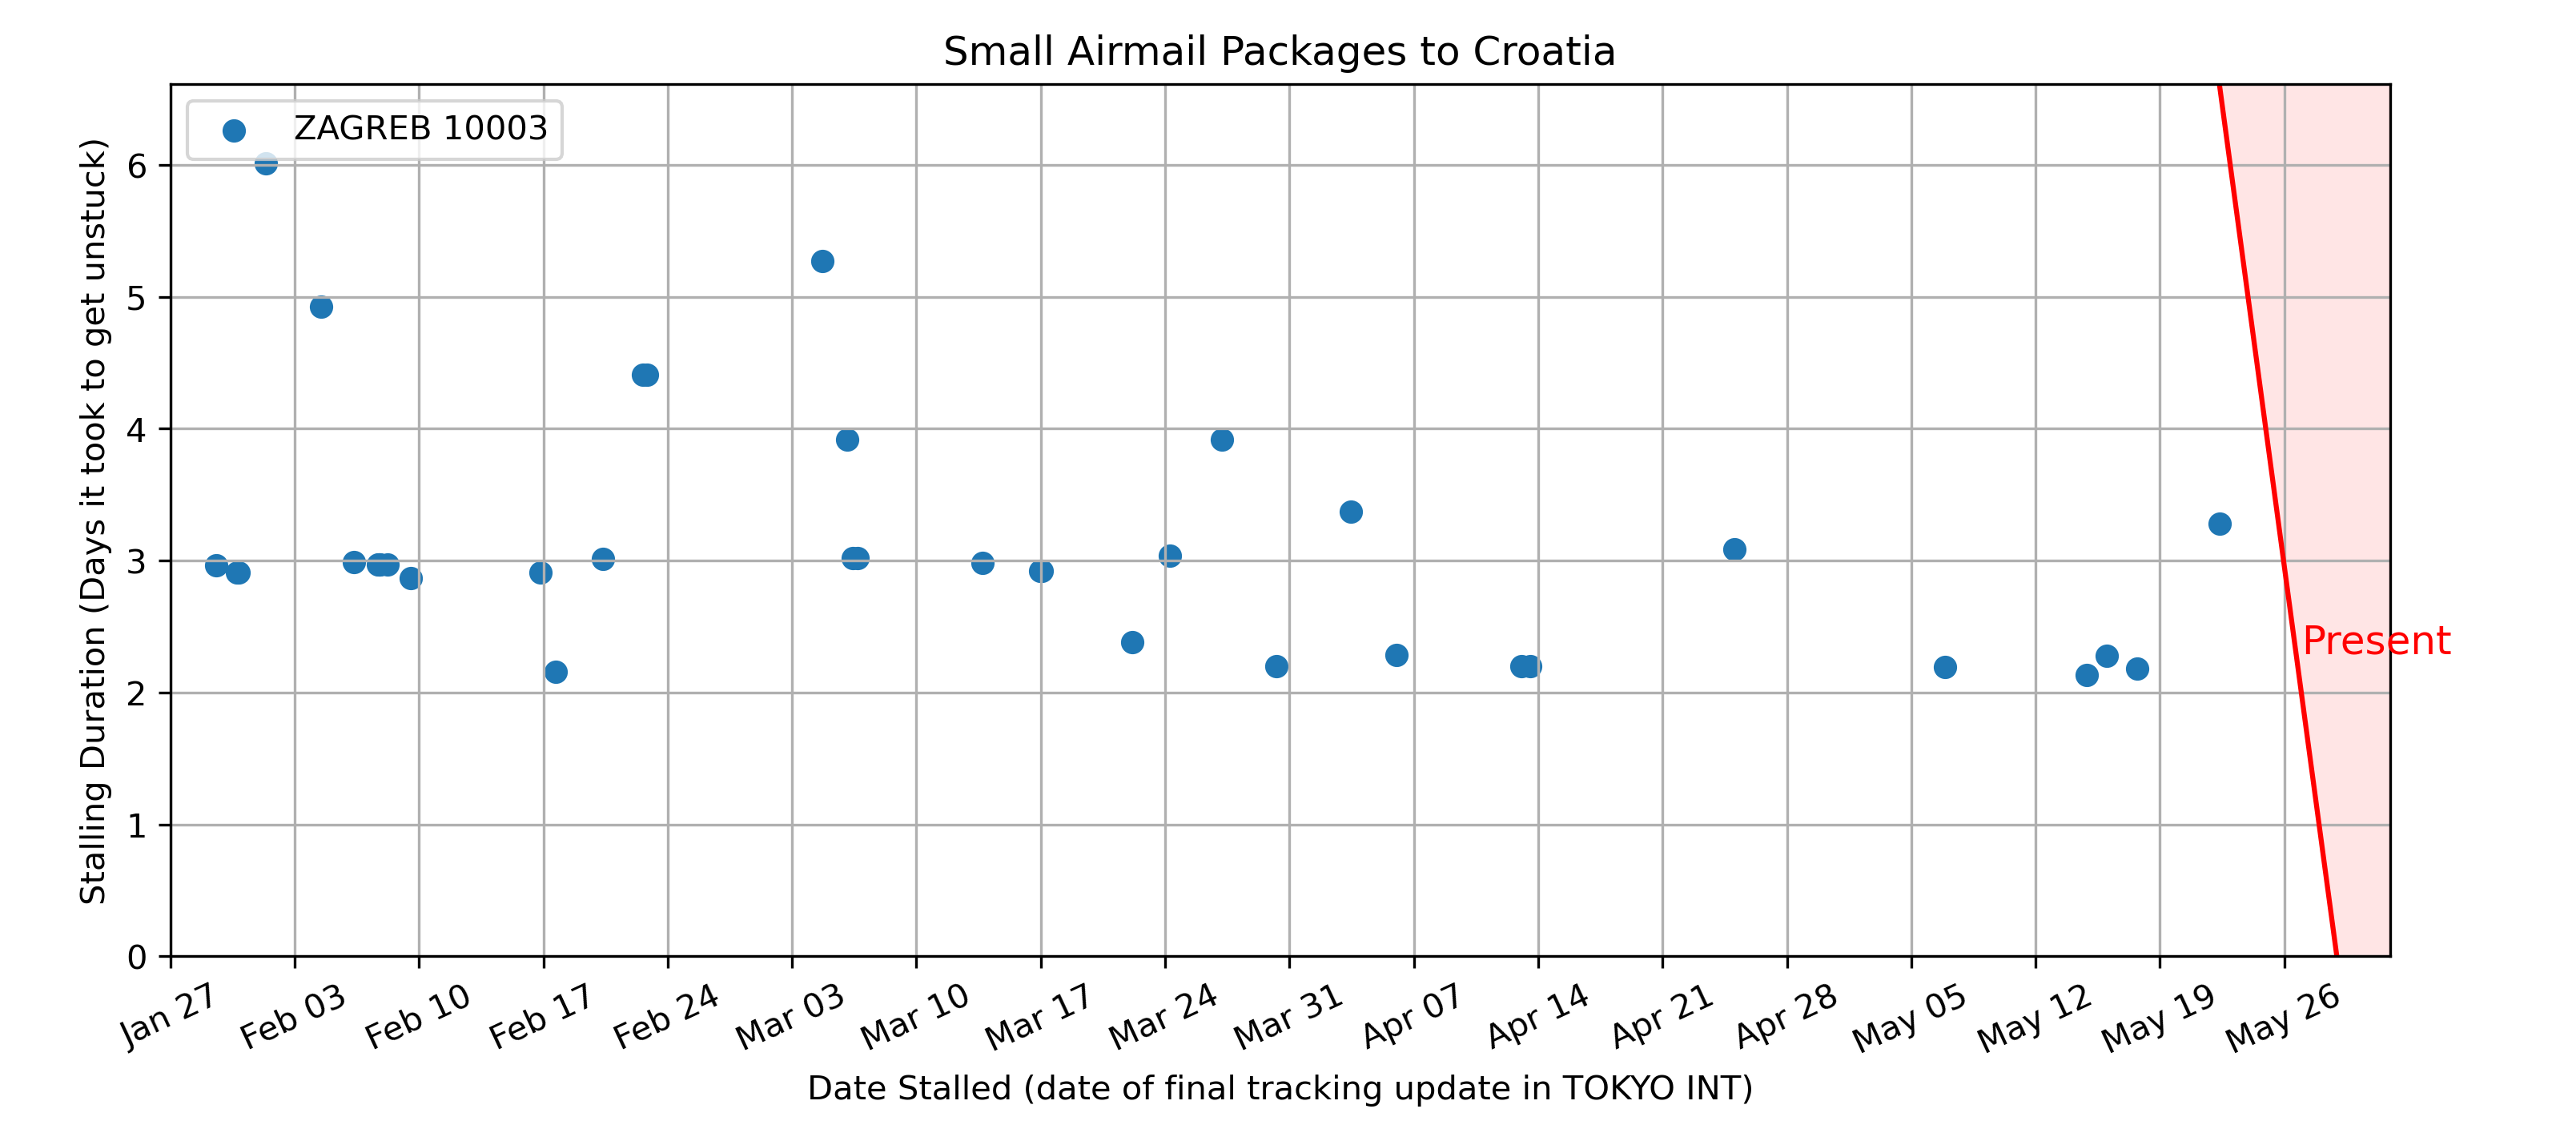 Small Airmail Packages to Croatia
ZAGREB 10003
Stalling Duration (Days it took to get unstuck)
6
5
4
3
2
1
0
Present
Jan 27 Feb 03 Feb 10 Feb 17 Feb 24 Mar 03 Mar 10 Mar 17 Mar 24 Mar 31 Apr 07 Apr 14 Apr 21 Apr 28 May 05 May 12 May 19 May 26
Date Stalled (date of final tracking update in TOKYO INT)